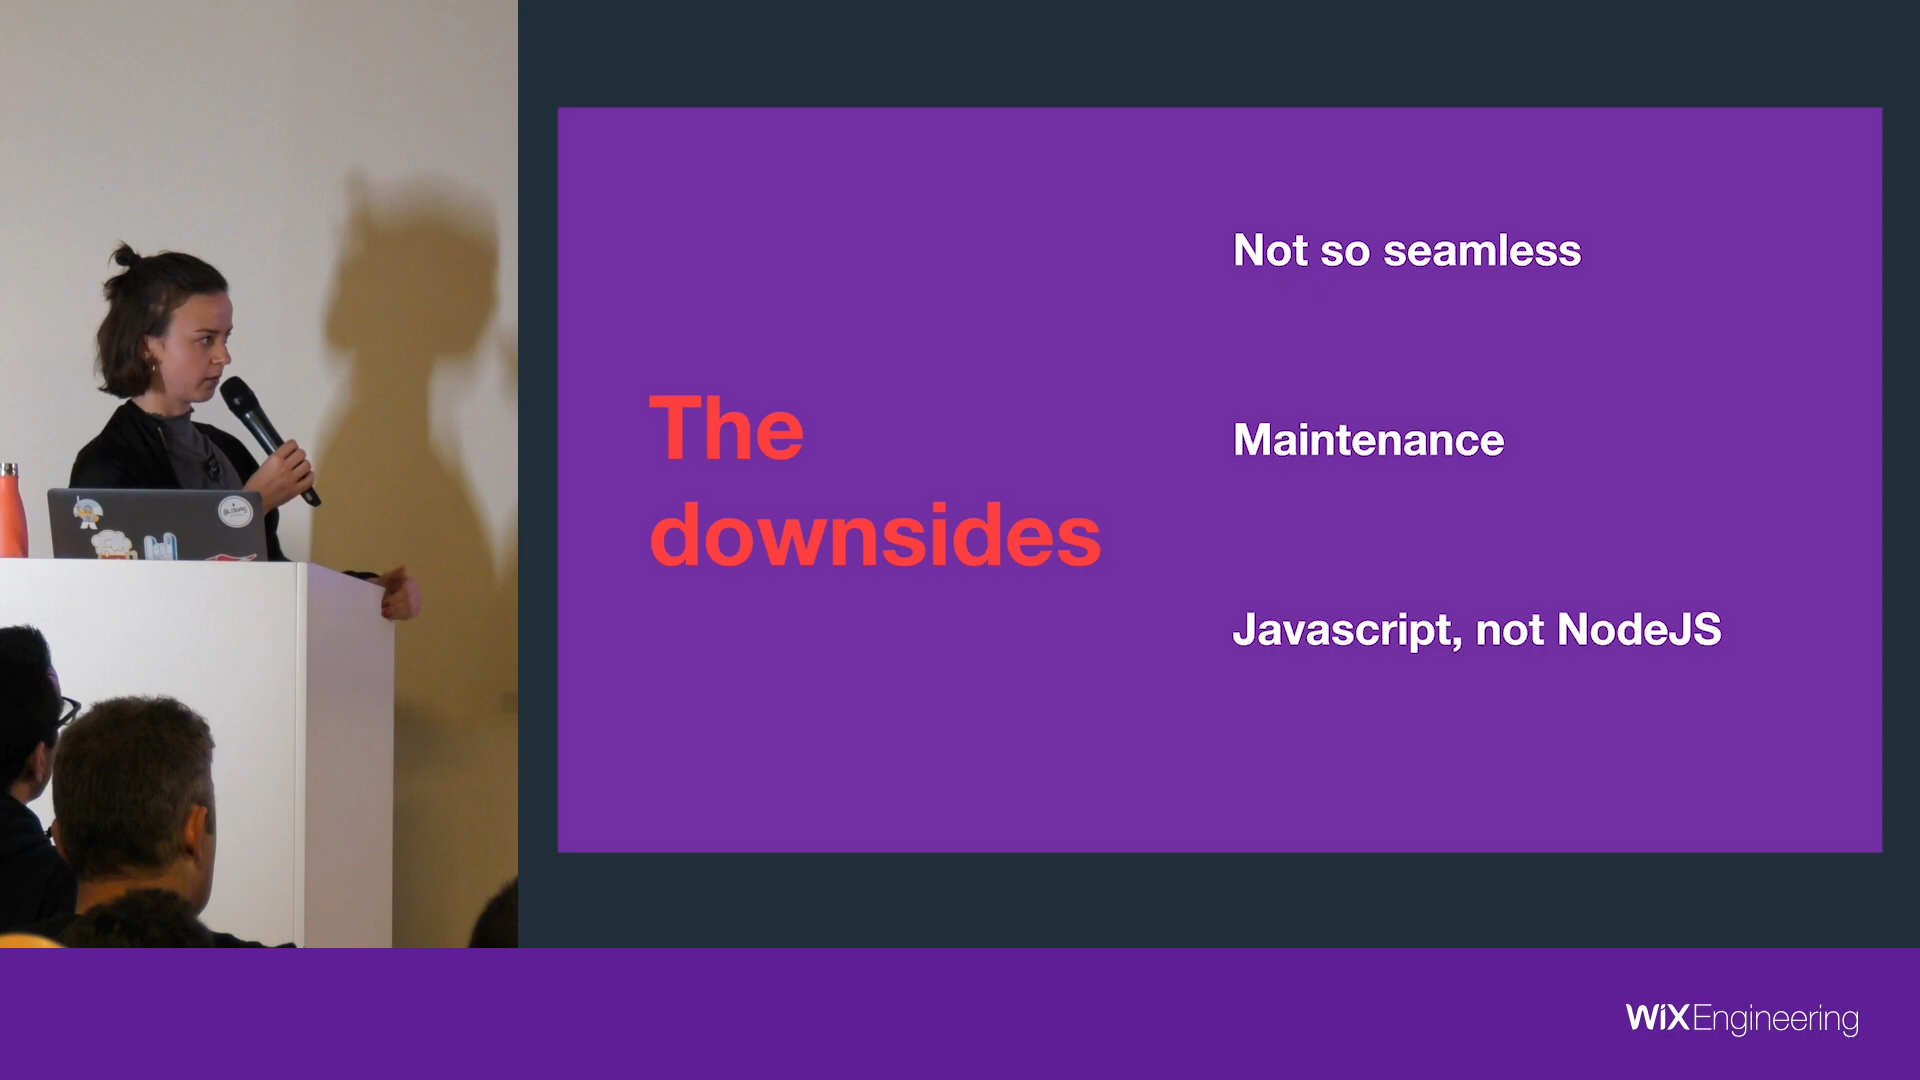 The
downsides
Not so seamless
Maintenance
Javascript, not NodeJS
WiX Engineering